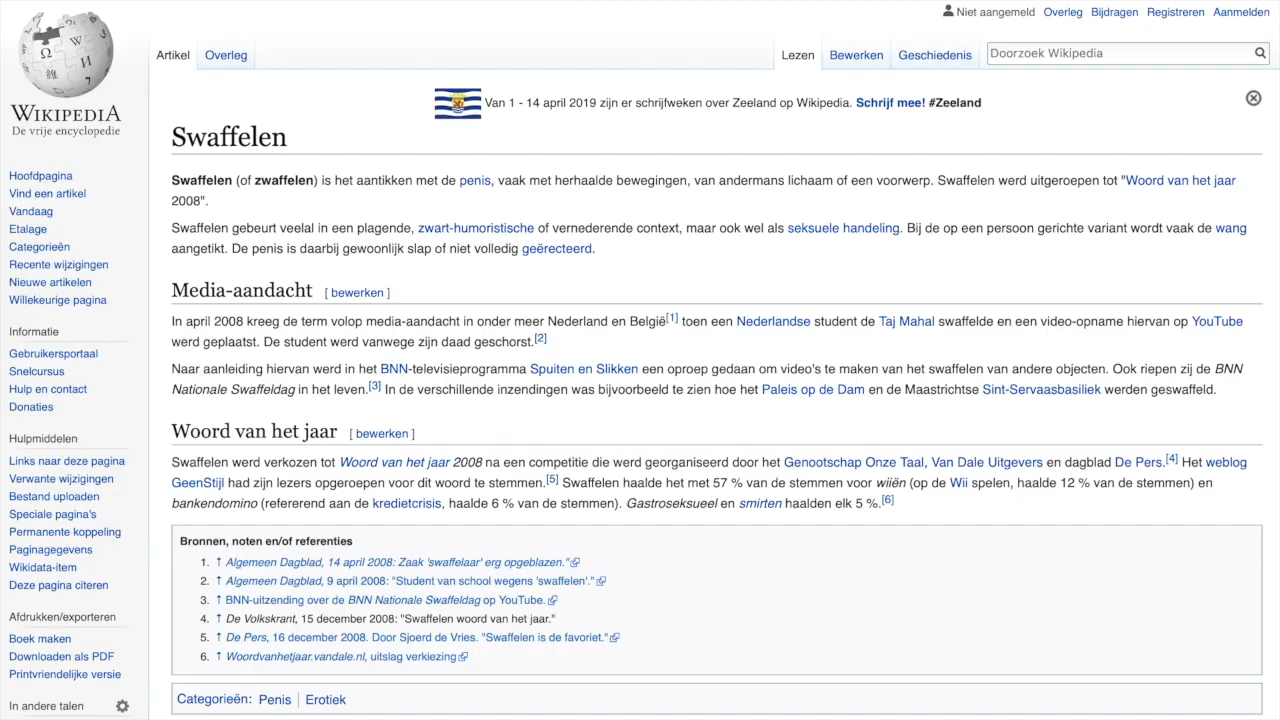 Niet aangemeld Overleg Bijdragen Registreren Aanmelden
Artikel Overleg Lezen Bewerken Geschiedenis Doorzoek Wikipedia
WIKIPEDIA
De vrije encyclopedie
Hoofdpagina
Vind een artikel
Vandaag
Etalage
Categorieën
Recente wijzigingen
Nieuwe artikelen
Willekeurige pagina
Informatie
Gebruikersportaal
Snelcursus
Hulp en contact
Donaties
Hulpmiddelen
Links naar deze pagina
Verwante wijzigingen
Bestand uploaden
Speciale pagina's
Permanente koppeling
Paginagegevens
Wikidata-item
Deze pagina citeren
Afdrukken/exporteren
Boek maken
Downloaden als PDF
Printvriendelijke versie
In andere talen
Van 1 - 14 april 2019 zijn er schrijfweken over Zeeland op Wikipedia. Schrijf mee! #Zeeland
Swaffelen
Swaffelen (of zwaffelen) is het aantikken met de penis, vaak met herhaalde bewegingen, van andermans lichaam of een voorwerp. Swaffelen werd uitgeroepen tot "Woord van het jaar
2008".
Swaffelen gebeurt veelal in een plagende, zwart-humoristische of vernederende context, maar ook wel als seksuele handeling. Bij de op een persoon gerichte variant wordt vaak de wang
aangetikt. De penis is daarbij gewoonlijk slap of niet volledig geërecteerd.
Media-aandacht [ bewerken ]
In april 2008 kreeg de term volop media-aandacht in onder meer Nederland en België[1] toen een Nederlandse student de Taj Mahal swaffelde en een video-opname hiervan op YouTube
werd geplaatst. De student werd vanwege zijn daad geschorst.[2]
Naar aanleiding hiervan werd in het BNN-televisieprogramma Spuiten en Slikken een oproep gedaan om video's te maken van het swaffelen van andere objecten. Ook riepen zij de BNN
Nationale Swaffeldag in het leven.[3] In de verschillende inzendingen was bijvoorbeeld te zien hoe het Paleis op de Dam en de Maastrichtse Sint-Servaasbasiliek werden geswaffeld.
Woord van het jaar [ bewerken ]
Swaffelen werd verkozen tot Woord van het jaar 2008 na een competitie die werd georganiseerd door het Genootschap Onze Taal, Van Dale Uitgevers en dagblad De Pers.[4] Het weblog
GeenStijl had zijn lezers opgeroepen voor dit woord te stemmen.[5] Swaffelen haalde het met 57 % van de stemmen voor wiiën (op de Wii spelen, haalde 12 % van de stemmen) en
bankendomino (refererend aan de kredietcrisis, haalde 6 % van de stemmen). Gastroseksueel en smirten haalden elk 5 %.[6]
Bronnen, noten en/of referenties
1. ↑ Algemeen Dagblad, 14 april 2008: Zaak 'swaffelaar' erg opgeblazen."
2. ↑ Algemeen Dagblad, 9 april 2008: "Student van school wegens 'swaffelen'."
3. ↑ BNN-uitzending over de BNN Nationale Swaffeldag op YouTube.
4. ↑ De Volkskrant, 15 december 2008: "Swaffelen woord van het jaar."
5. ↑ De Pers, 16 december 2008. Door Sjoerd de Vries. "Swaffelen is de favoriet."
6. ↑ Woordvanhetjaar.vandale.nl, uitslag verkiezing
Categorieën: Penis | Erotiek